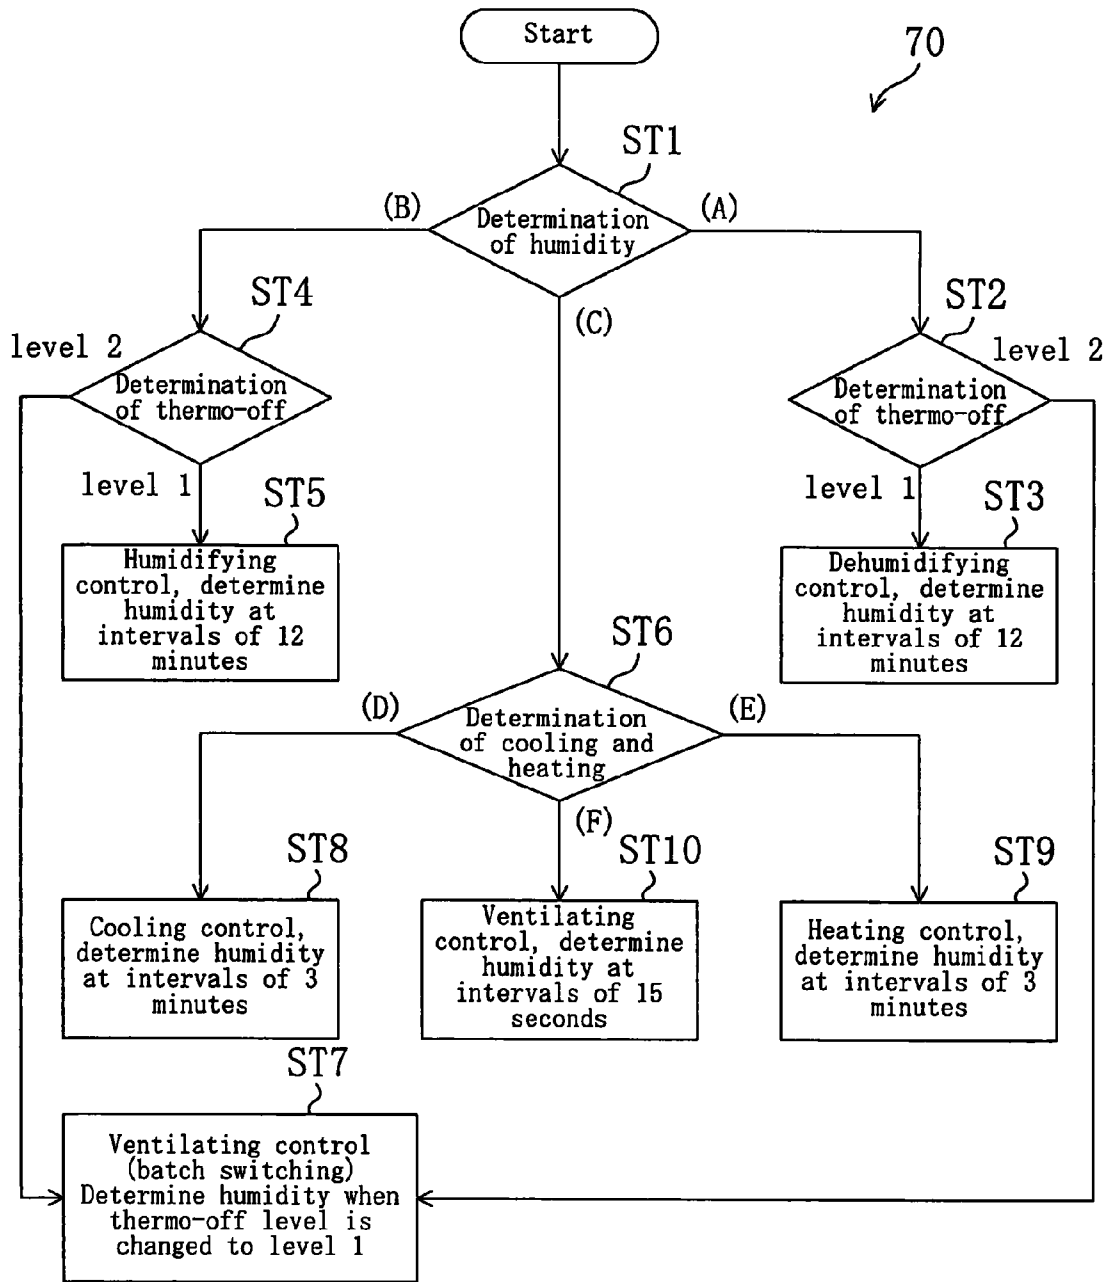 Start
70
ST1
(B)
(A)
Determination
of humidity
ST4
(C)
ST2
level 2
level 2
Determination
of thermo-off
Determination
of thermo-off
level 1
level 1
ST5
ST3
Humidifying
control, determine
humidity at
intervals of 12
minutes
Dehumidifying
control, determine
humidity at
intervals of 12
minutes
ST6
(D)
(E)
Determination
of cooling and
heating
(F)
ST8
ST10
ST9
Cooling control,
determine humidity
at intervals of 3
minutes
Ventilating
control, determine
humidity at
intervals of 15
seconds
Heating control,
determine humidity
at intervals of 3
minutes
ST7
Ventilating control
(batch switching)
Determine humidity when
thermo-off level is
changed to level 1